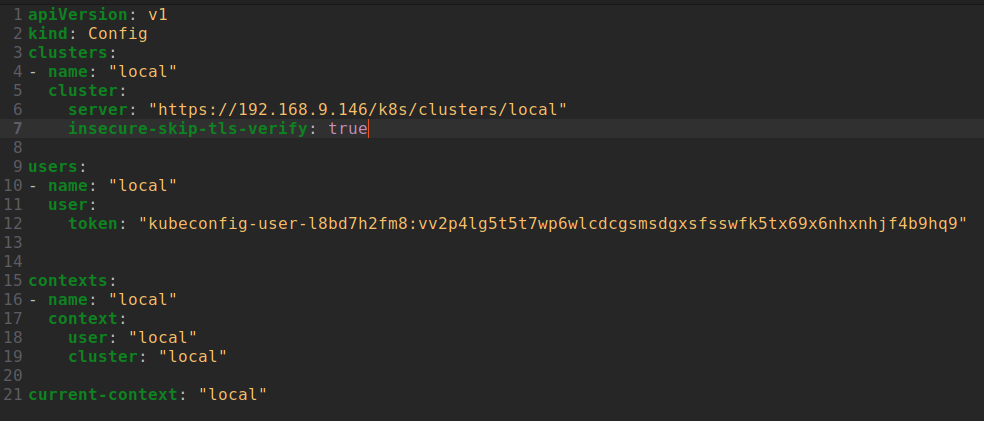 1 apiVersion: v1
2 kind: Config
3 clusters:
4 - name: "local"
5   cluster:
6     server: "https://192.168.9.146/k8s/clusters/local"
7     insecure-skip-tls-verify: true
8
9 users:
10 - name: "local"
11   user:
12     token: "kubeconfig-user-l8bd7h2fm8:vv2p4lg5t5t7wp6wlcdcgsmsdgxsfsswfk5tx69x6nhxnhjf4b9hq9"
13
14
15 contexts:
16 - name: "local"
17   context:
18     user: "local"
19     cluster: "local"
20
21 current-context: "local"